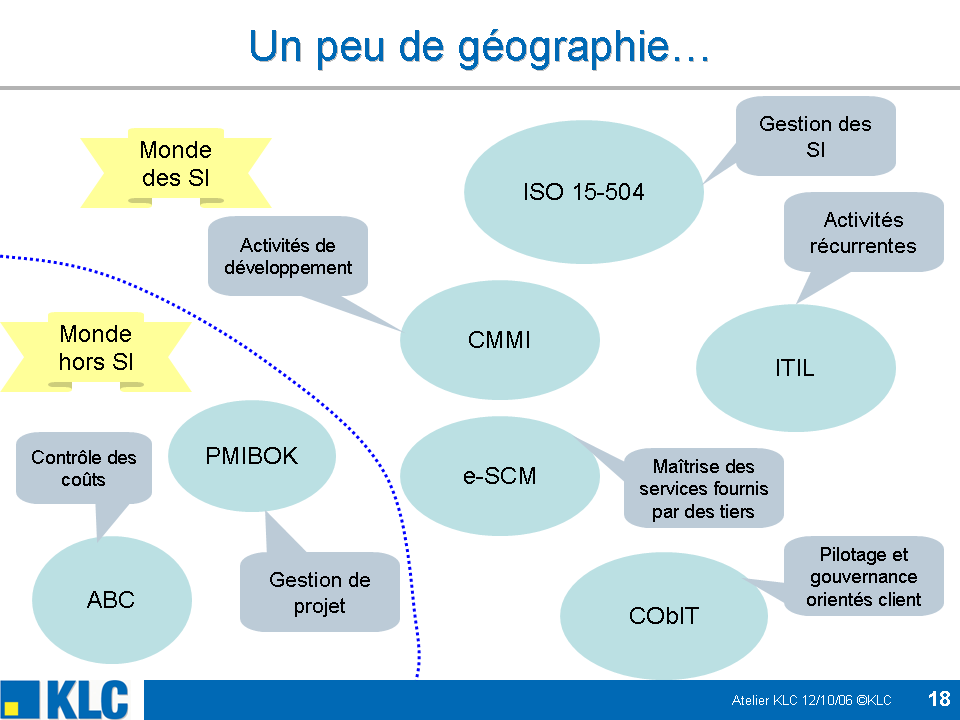 Un peu de géographie…
Monde
des SI
Gestion des
SI
ISO 15-504
Activités
récurrentes
Activités de
développement
CMMI
ITIL
Monde
hors SI
Contrôle des
coûts
PMIBOK
e-SCM
Maîtrise des
services fournis
par des tiers
ABC
Gestion de
projet
CObIT
Pilotage et
gouvernance
orientés client
KLC
Atelier KLC 12/10/06 ©KLC
18